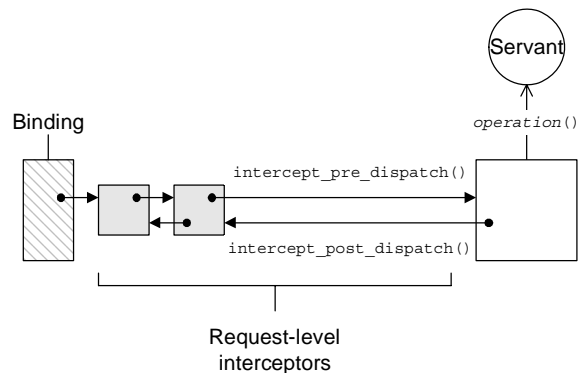 Servant
operation()
Binding
intercept_pre_dispatch()
intercept_post_dispatch()
Request-level
interceptors